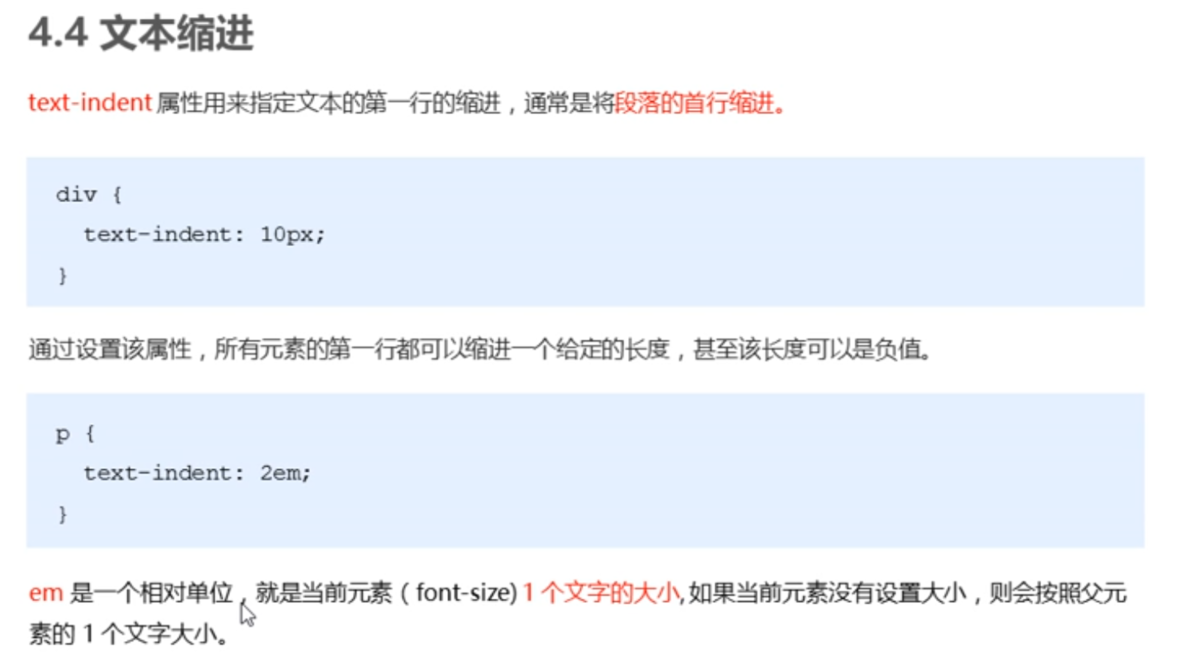 4.4 文本缩进
text-indent 属性用来指定文本的第一行的缩进，通常是将段落的首行缩进。
div {
  text-indent: 10px;
}
通过设置该属性，所有元素的第一行都可以缩进一个给定的长度，甚至该长度可以是负值。
p {
  text-indent: 2em;
}
em 是一个相对单位，就是当前元素（font-size) 1 个文字的大小, 如果当前元素没有设置大小，则会按照父元
素的 1 个文字大小。